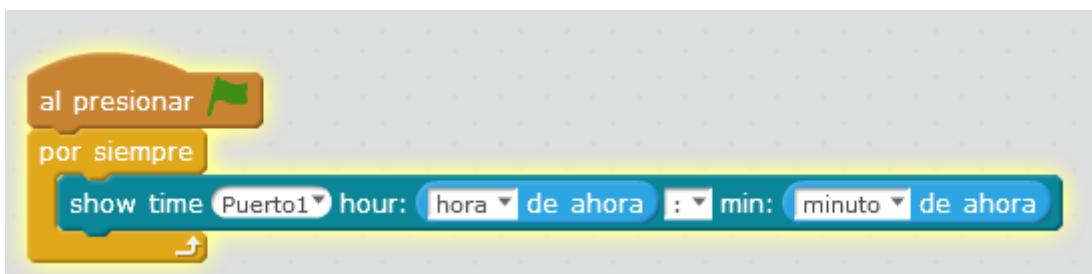 al presionar
por siempre
show time Puerto1 hour: hora de ahora : min: minuto de ahora